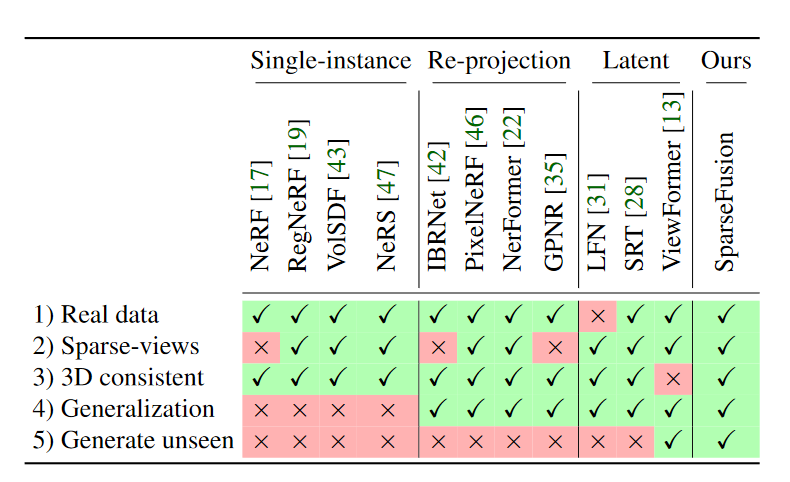 Single-instance Re-projection Latent Ours
NeRF [17] RegNeRF [19] VolSDF [43] NeRS [47] IBRNet [42] PixelNeRF [46] NerFormer [22] GPNR [35] LFN [31] SRT [28] ViewFormer [13] SparseFusion
1) Real data ✓ ✓ ✓ ✓ ✓ ✓ ✓ ✓ × ✓ ✓ ✓
2) Sparse-views × ✓ ✓ ✓ × ✓ ✓ × ✓ ✓ ✓ ✓
3) 3D consistent ✓ ✓ ✓ ✓ ✓ ✓ ✓ ✓ ✓ ✓ × ✓
4) Generalization × × × × ✓ ✓ ✓ ✓ ✓ ✓ ✓ ✓
5) Generate unseen × × × × × × × × × × ✓ ✓